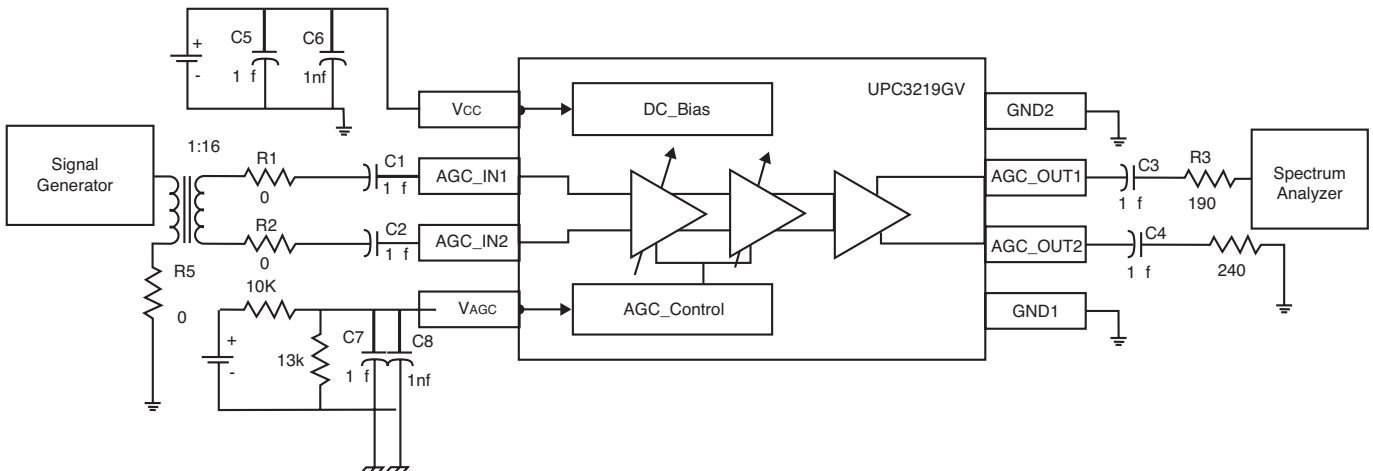 C5
C6
+
-
1 f
1nf
UPC3219GV
VCC
DC_Bias
GND2
Signal
Generator
1:16
R1
0
C1
1 f
AGC_IN1
AGC_OUT1
C3
1 f
R3
190
Spectrum
Analyzer
R2
0
C2
1 f
AGC_IN2
AGC_OUT2
C4
1 f
240
R5
0
10K
VAGC
AGC_Control
GND1
+
-
13k
C7
1 f
C8
1nf